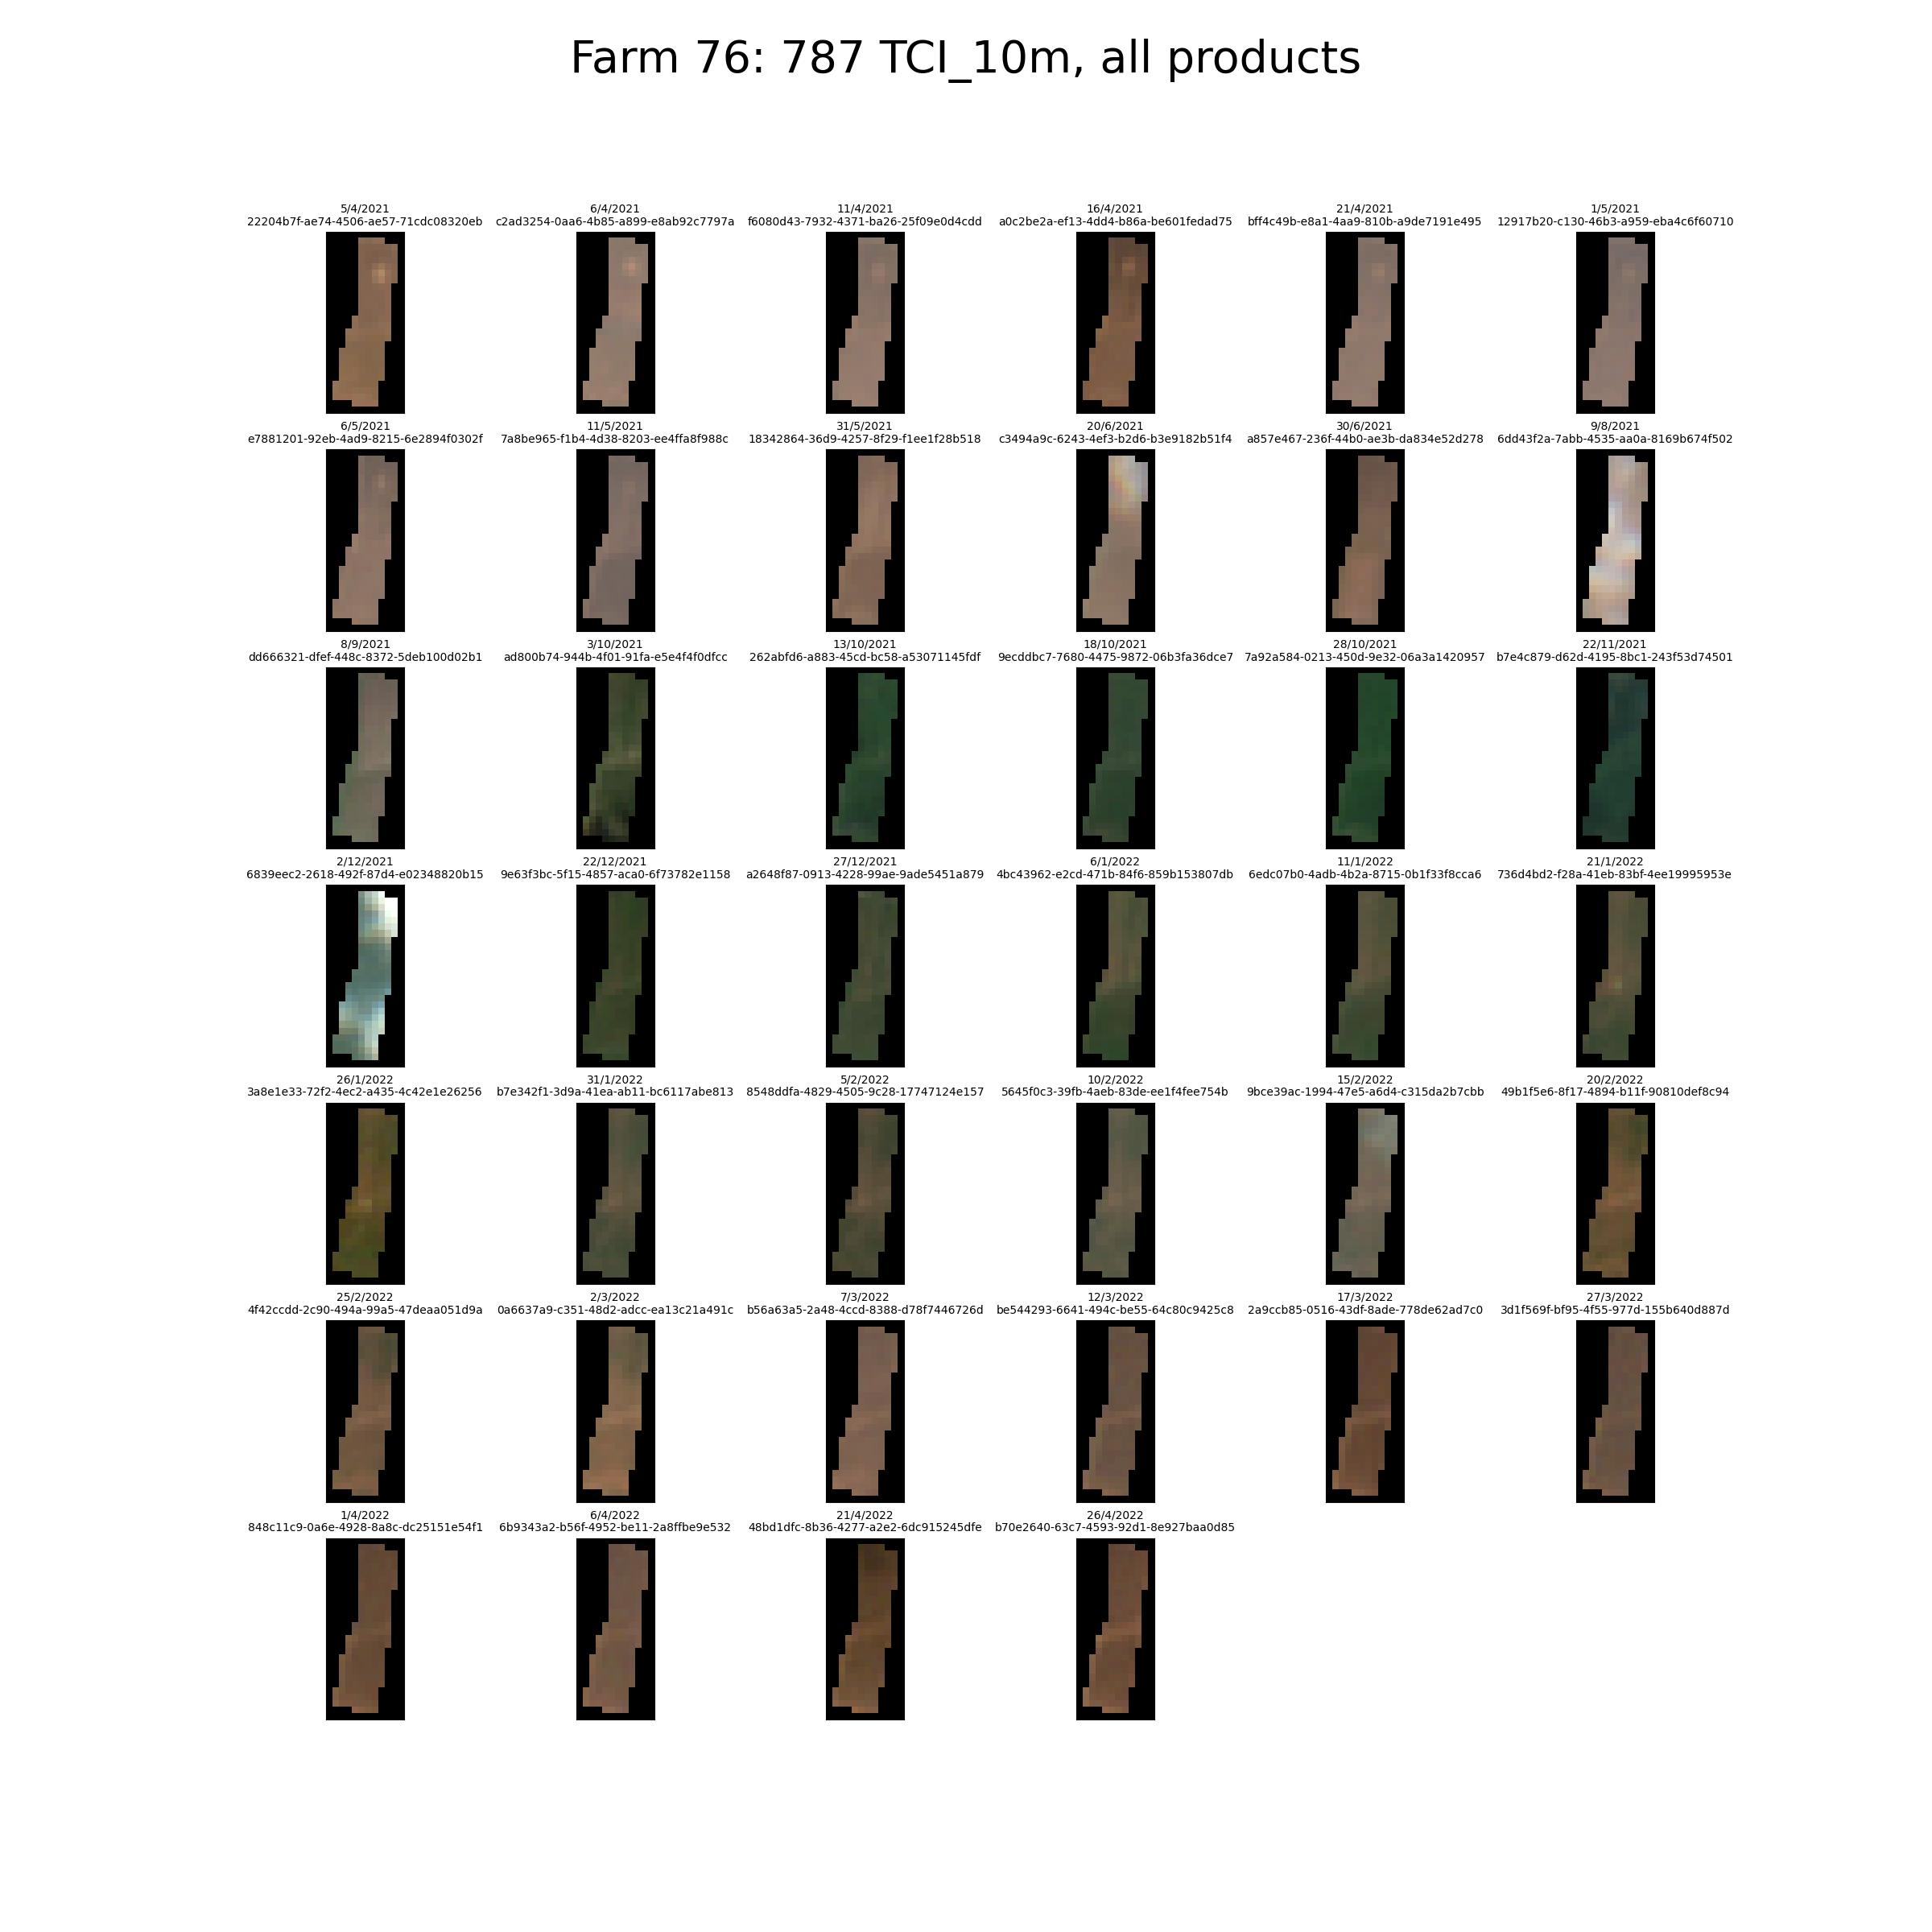 Farm 76: 787 TCI_10m, all products
5/4/2021
22204b7f-ae74-4506-ae57-71cdc08320eb
6/4/2021
c2ad3254-0aa6-4b85-a899-e8ab92c7797a
11/4/2021
f6080d43-7932-4371-ba26-25f09e0d4cdd
16/4/2021
a0c2be2a-ef13-4dd4-b86a-be601fedad75
21/4/2021
bff4c49b-e8a1-4aa9-810b-a9de7191e495
1/5/2021
12917b20-c130-46b3-a959-eba4c6f60710
6/5/2021
e7881201-92eb-4ad9-8215-6e2894f0302f
11/5/2021
7a8be965-f1b4-4d38-8203-ee4ffa8f988c
31/5/2021
18342864-36d9-4257-8f29-f1ee1f28b518
20/6/2021
c3494a9c-6243-4ef3-b2d6-b3e9182b51f4
30/6/2021
a857e467-236f-44b0-ae3b-da834e52d278
9/8/2021
6dd43f2a-7abb-4535-aa0a-8169b674f502
8/9/2021
dd666321-dfef-448c-8372-5deb100d02b1
3/10/2021
ad800b74-944b-4f01-91fa-e5e4f4f0dfcc
13/10/2021
262abfd6-a883-45cd-bc58-a53071145fdf
18/10/2021
9ecddbc7-7680-4475-9872-06b3fa36dce7
28/10/2021
7a92a584-0213-450d-9e32-06a3a1420957
22/11/2021
b7e4c879-d62d-4195-8bc1-243f53d74501
2/12/2021
6839eec2-2618-492f-87d4-e02348820b15
22/12/2021
9e63f3bc-5f15-4857-aca0-6f73782e1158
27/12/2021
a2648f87-0913-4228-99ae-9ade5451a879
6/1/2022
4bc43962-e2cd-471b-84f6-859b153807db
11/1/2022
6edc07b0-4adb-4b2a-8715-0b1f33f8cca6
21/1/2022
736d4bd2-f28a-41eb-83bf-4ee19995953e
26/1/2022
3a8e1e33-72f2-4ec2-a435-4c42e1e26256
31/1/2022
b7e342f1-3d9a-41ea-ab11-bc6117abe813
5/2/2022
8548ddfa-4829-4505-9c28-17747124e157
10/2/2022
5645f0c3-39fb-4aeb-83de-ee1f4fee754b
15/2/2022
9bce39ac-1994-47e5-a6d4-c315da2b7cbb
20/2/2022
49b1f5e6-8f17-4894-b11f-90810def8c94
25/2/2022
4f42ccdd-2c90-494a-99a5-47deaa051d9a
2/3/2022
0a6637a9-c351-48d2-adcc-ea13c21a491c
7/3/2022
b56a63a5-2a48-4ccd-8388-d78f7446726d
12/3/2022
be544293-6641-494c-be55-64c80c9425c8
17/3/2022
2a9ccb85-0516-43df-8ade-778de62ad7c0
27/3/2022
3d1f569f-bf95-4f55-977d-155b640d887d
1/4/2022
848c11c9-0a6e-4928-8a8c-dc25151e54f1
6/4/2022
6b9343a2-b56f-4952-be11-2a8ffbe9e532
21/4/2022
48bd1dfc-8b36-4277-a2e2-6dc915245dfe
26/4/2022
b70e2640-63c7-4593-92d1-8e927baa0d85